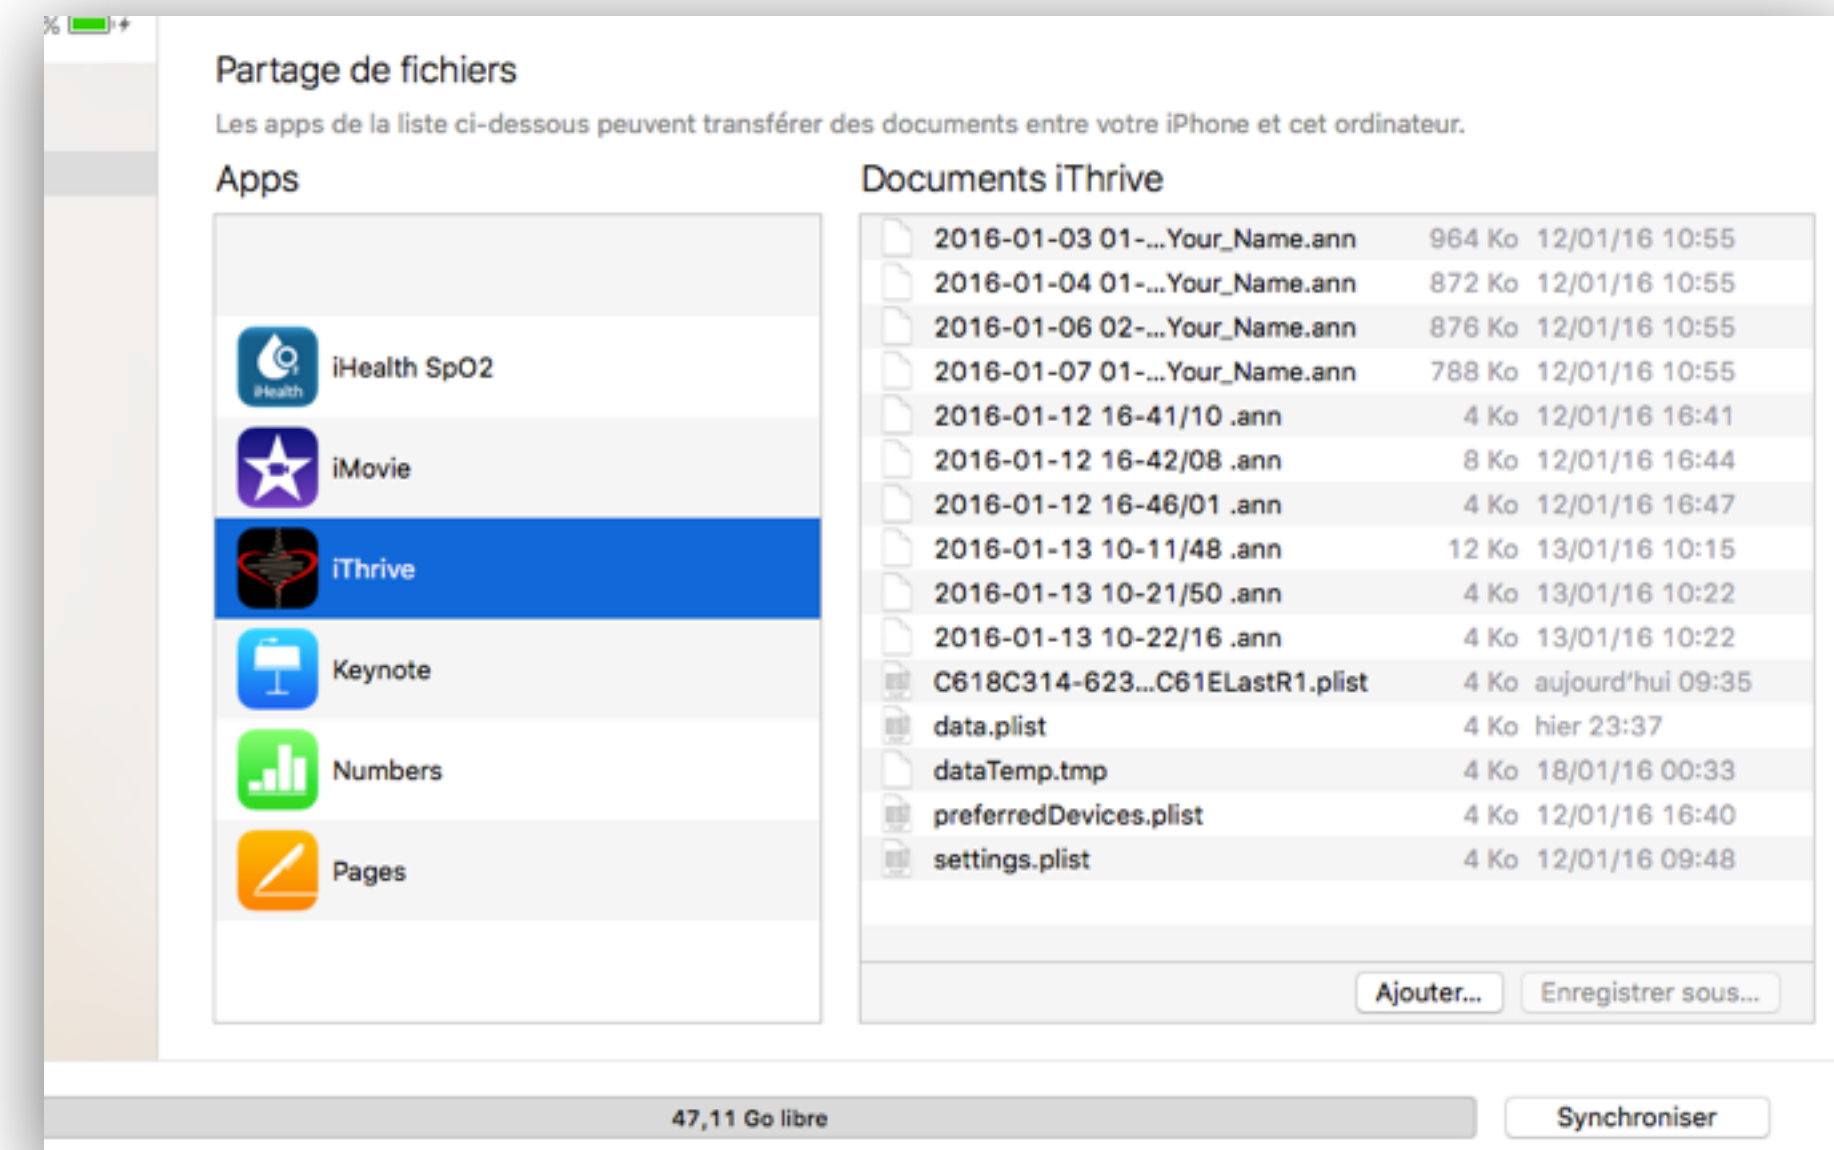 %
Partage de fichiers
Les apps de la liste ci-dessous peuvent transférer des documents entre votre iPhone et cet ordinateur.
Apps
iHealth
iHealth SpO2
iMovie
iThrive
Keynote
Numbers
Pages
Documents iThrive
2016-01-03 01-...Your_Name.ann 964 Ko 12/01/16 10:55
2016-01-04 01-...Your_Name.ann 872 Ko 12/01/16 10:55
2016-01-06 02-...Your_Name.ann 876 Ko 12/01/16 10:55
2016-01-07 01-...Your_Name.ann 788 Ko 12/01/16 10:55
2016-01-12 16-41/10 .ann 4 Ko 12/01/16 16:41
2016-01-12 16-42/08 .ann 8 Ko 12/01/16 16:44
2016-01-12 16-46/01 .ann 4 Ko 12/01/16 16:47
2016-01-13 10-11/48 .ann 12 Ko 13/01/16 10:15
2016-01-13 10-21/50 .ann 4 Ko 13/01/16 10:22
2016-01-13 10-22/16 .ann 4 Ko 13/01/16 10:22
C618C314-623...C61ELastR1.plist 4 Ko aujourd'hui 09:35
data.plist 4 Ko hier 23:37
dataTemp.tmp 4 Ko 18/01/16 00:33
preferredDevices.plist 4 Ko 12/01/16 16:40
settings.plist 4 Ko 12/01/16 09:48
Ajouter... Enregistrer sous...
47,11 Go libre
Synchroniser